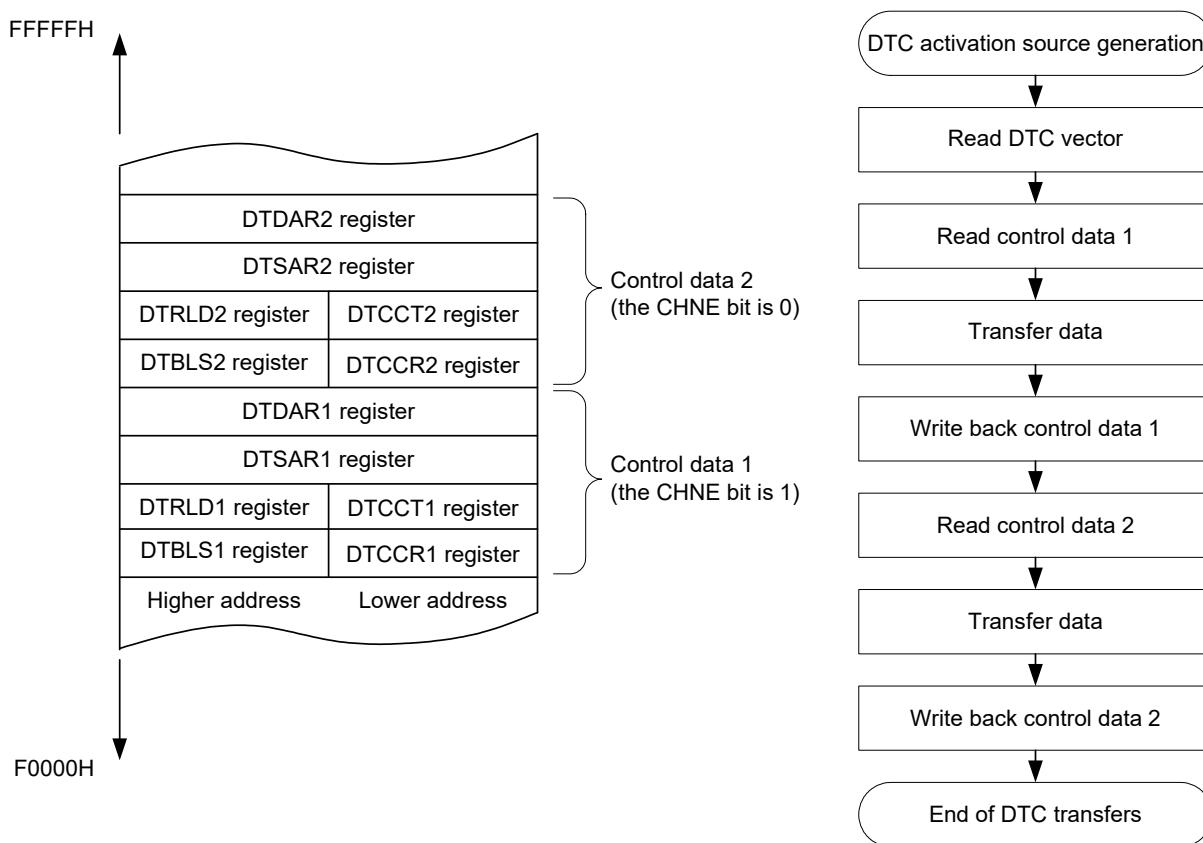 FFFFFH
DTDAR2 register
DTSAR2 register
DTRLD2 register DTCCT2 register
DTBLS2 register DTCCR2 register
DTDAR1 register
DTSAR1 register
DTRLD1 register DTCCT1 register
DTBLS1 register DTCCR1 register
Higher address Lower address
F0000H
Control data 2
(the CHNE bit is 0)
Control data 1
(the CHNE bit is 1)
DTC activation source generation
Read DTC vector
Read control data 1
Transfer data
Write back control data 1
Read control data 2
Transfer data
Write back control data 2
End of DTC transfers